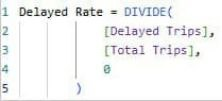 1 Delayed Rate = DIVIDE(
2 [Delayed Trips],
3 [Total Trips],
4 0
5 )